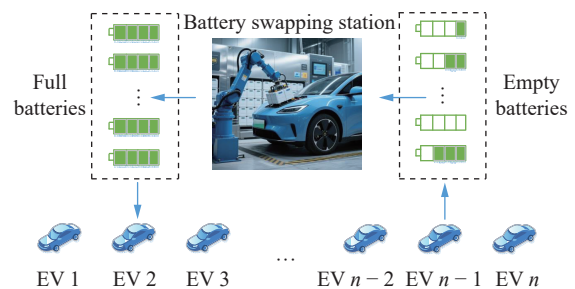 Battery swapping station
Full
batteries
⋮
Empty
batteries
⋮
EV 1
EV 2
EV 3
...
EV n − 2
EV n − 1
EV n